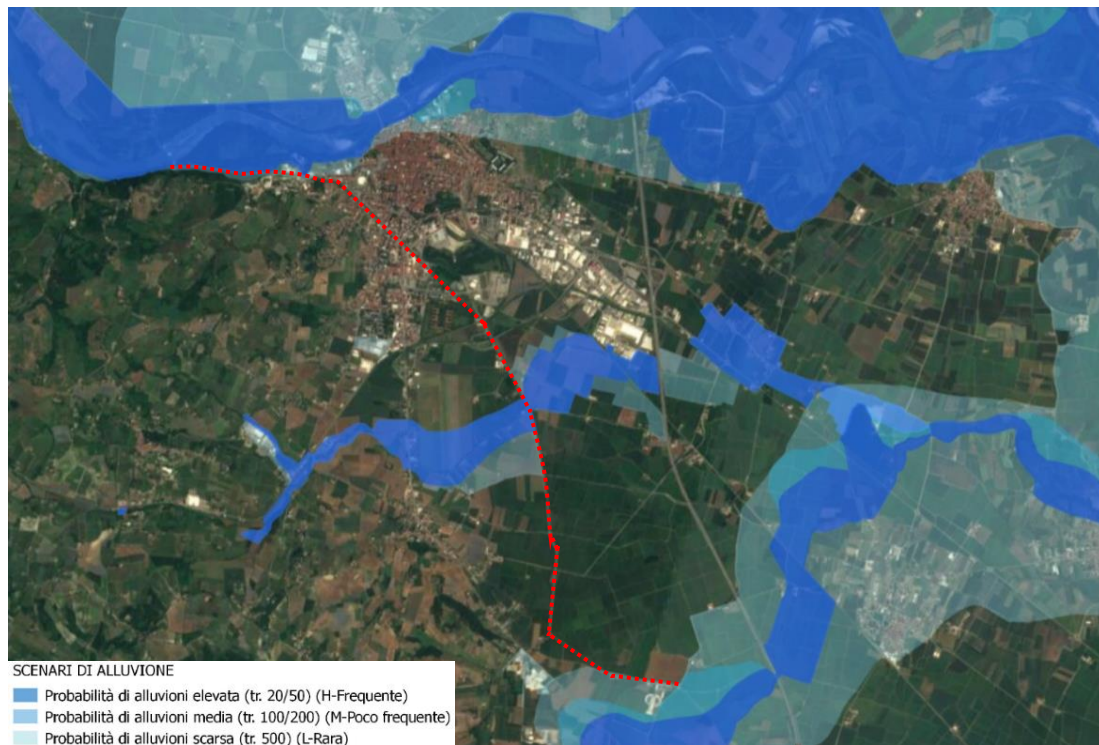 SCENARI DI ALLUVIONE
Probabilità di alluvioni elevata (tr. 20/50) (H-Frequente)
Probabilità di alluvioni media (tr. 100/200) (M-Poco frequente)
Probabilità di alluvioni scarsa (tr. 500) (L-Rara)